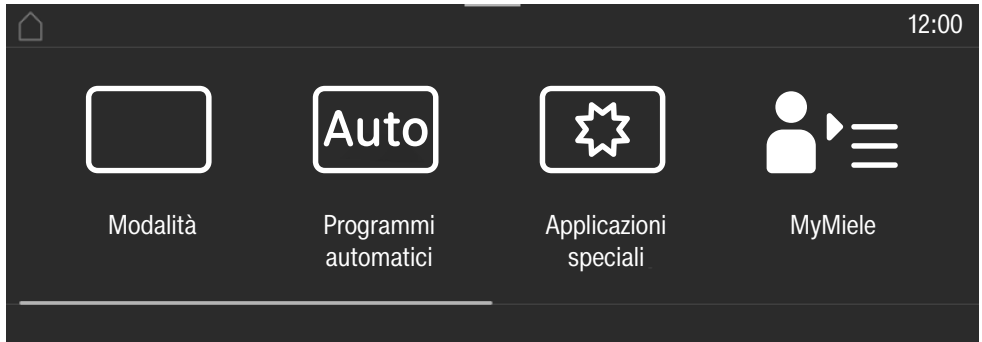 12:00
Auto
Modalità
Programmi
automatici
Applicazioni
speciali
MyMiele